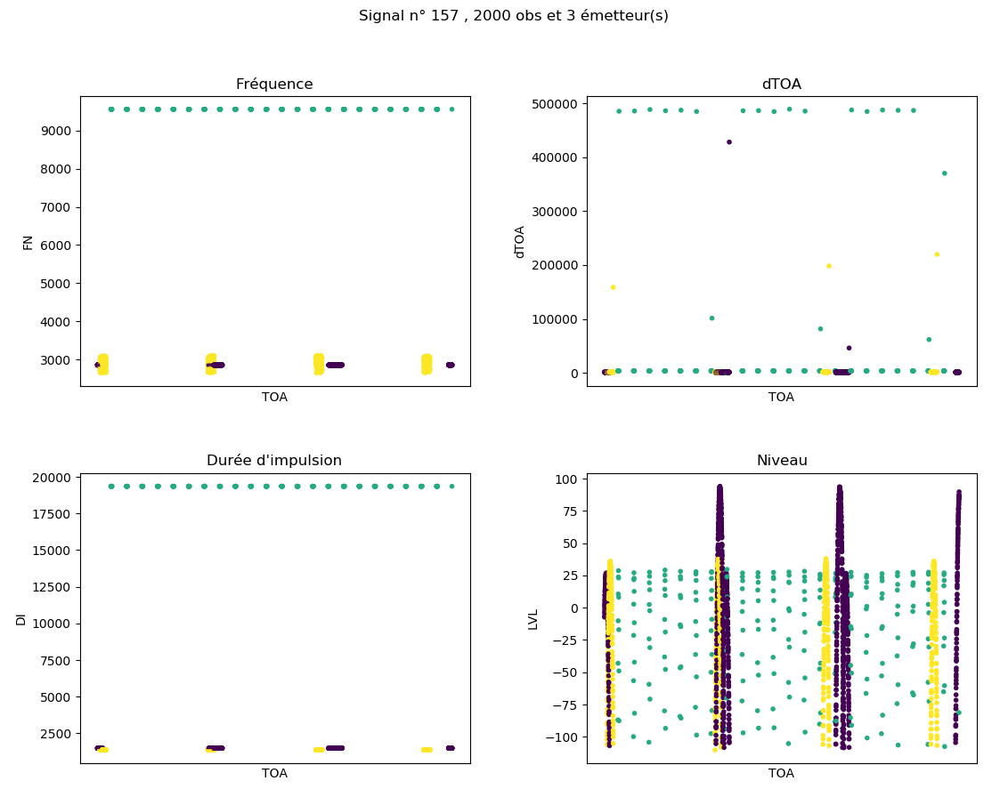 Signal n° 157 , 2000 obs et 3 émetteur(s)
Fréquence
FN
9000
8000
7000
6000
5000
4000
3000
TOA
dTOA
dTOA
500000
400000
300000
200000
100000
0
TOA
Durée d'impulsion
DI
20000
17500
15000
12500
10000
7500
5000
2500
TOA
Niveau
LVL
100
75
50
25
0
−25
−50
−75
−100
TOA